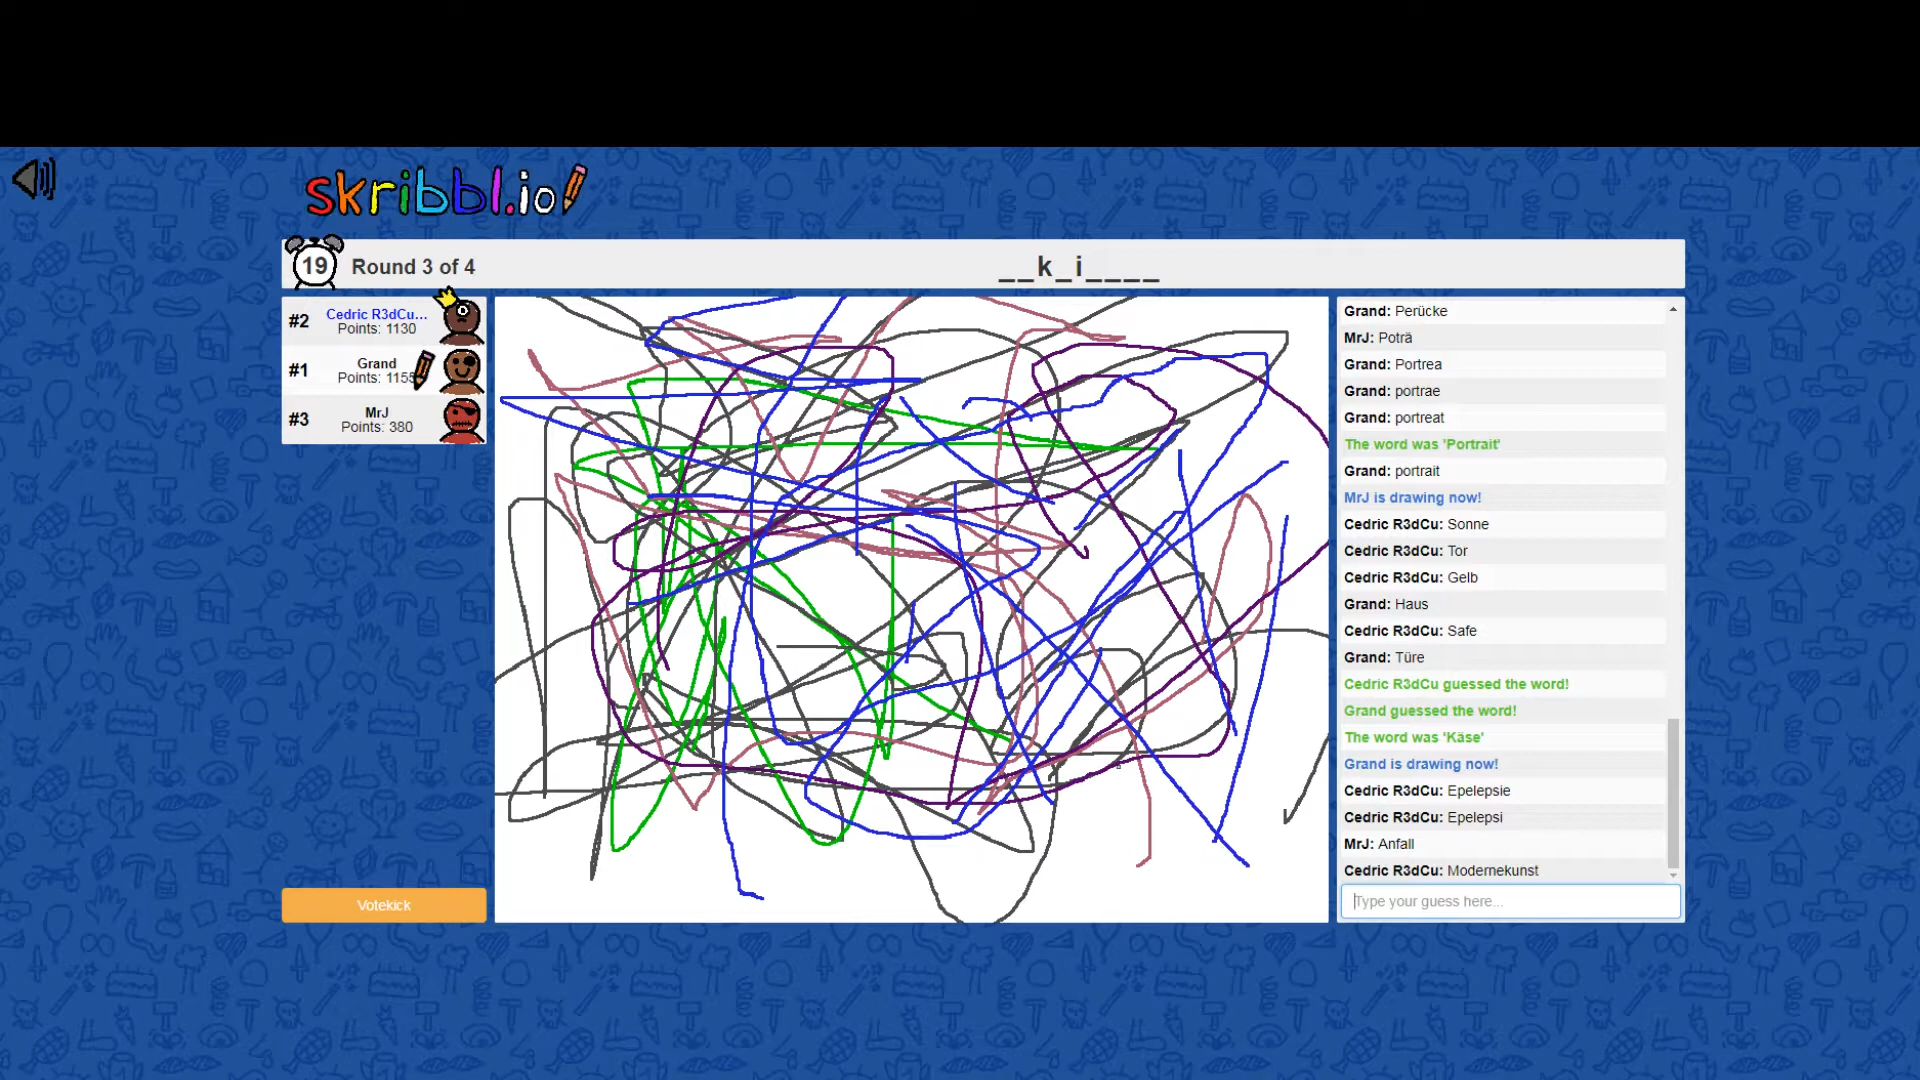 skribbl.io
19
Round 3 of 4
__k_i____
#2
Cedric R3dCu...
Points: 1130
#1
Grand
Points: 1155
#3
MrJ
Points: 380
Votekick
Grand: Perücke
MrJ: Poträ
Grand: Portrea
Grand: portrae
Grand: portreat
The word was 'Portrait'
Grand: portrait
MrJ is drawing now!
Cedric R3dCu: Sonne
Cedric R3dCu: Tor
Cedric R3dCu: Gelb
Grand: Haus
Cedric R3dCu: Safe
Grand: Türe
Cedric R3dCu guessed the word!
Grand guessed the word!
The word was 'Käse'
Grand is drawing now!
Cedric R3dCu: Epelepsie
Cedric R3dCu: Epelepsi
MrJ: Anfall
Cedric R3dCu: Modernekunst
Type your guess here...